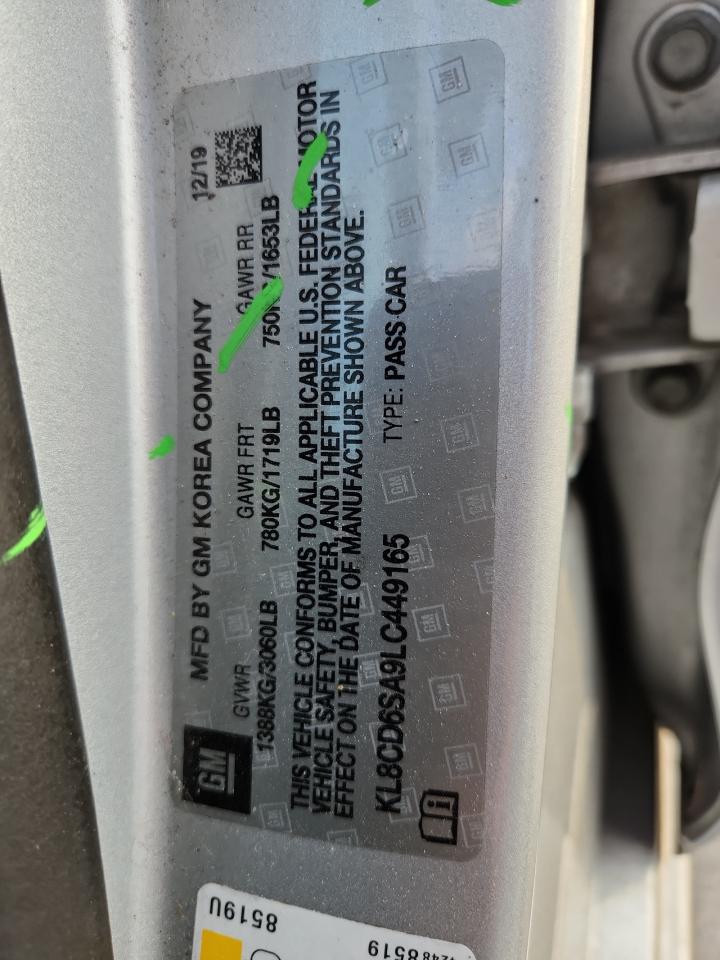 GM
MFD BY GM KOREA COMPANY 12/19
GVWR GAWR FRT GAWR RR
1388KG/3060LB 780KG/1719LB 750KG/1653LB
THIS VEHICLE CONFORMS TO ALL APPLICABLE U.S. FEDERAL MOTOR
VEHICLE SAFETY, BUMPER, AND THEFT PREVENTION STANDARDS IN
EFFECT ON THE DATE OF MANUFACTURE SHOWN ABOVE.
KL8CD6SA9LC449165 TYPE: PASS CAR
8519U
42488519